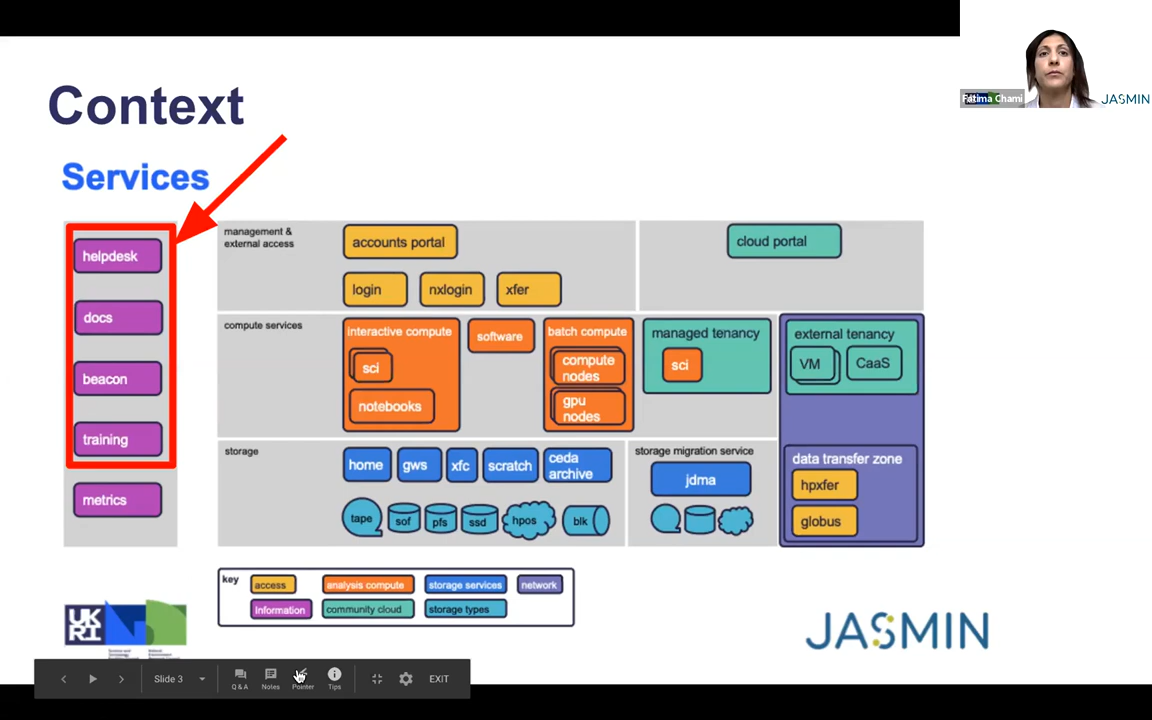 Context
Services
helpdesk
docs
beacon
training
metrics
management &
external access
accounts portal
login
nxlogin
xfer
cloud portal
compute services
interactive compute
sci
notebooks
software
batch compute
compute
nodes
gpu
nodes
managed tenancy
sci
external tenancy
VM
CaaS
storage
home
gws
xfc
scratch
ceda
archive
tape
sof
pfs
ssd
hpos
blk
storage migration service
jdma
data transfer zone
hpxfer
globus
key
access
analysis compute
storage services
network
Information
community cloud
storage types
UK
RI
JASMIN
Slide 3
Q & A
Notes
Pointer
Tips
EXIT
Fatima Chami
JASMIN